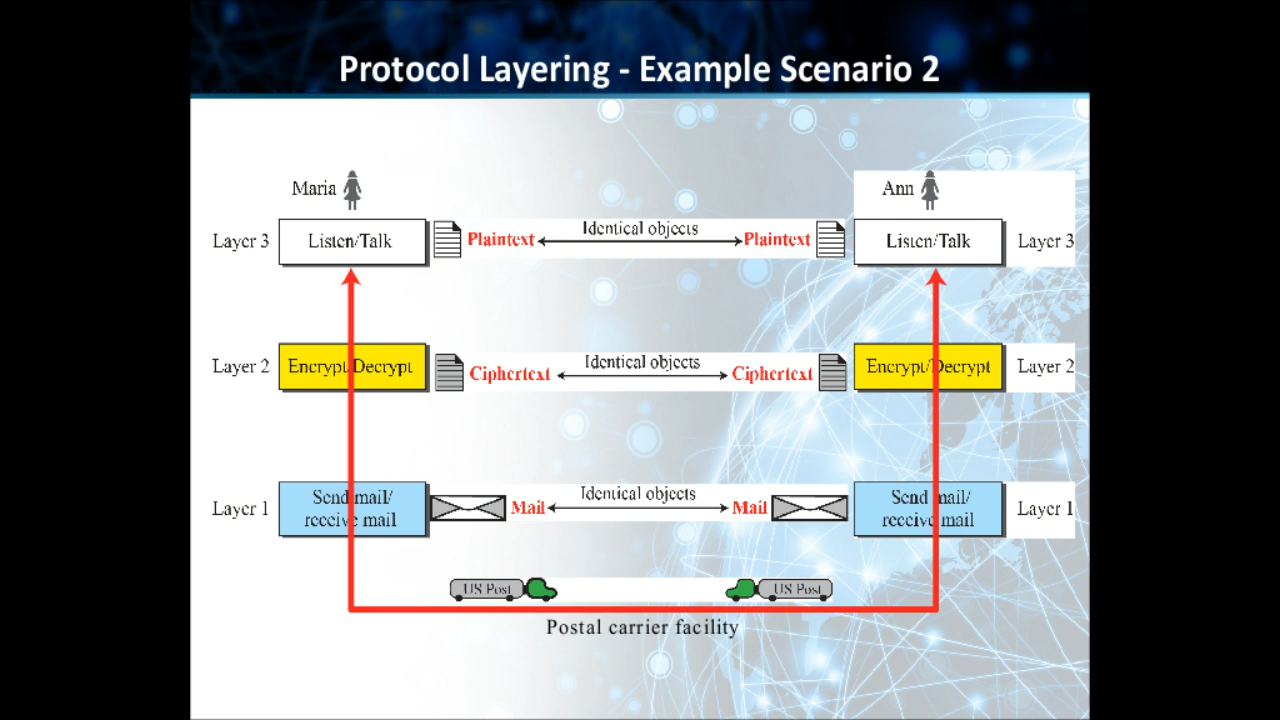 Protocol Layering - Example Scenario 2
Maria
Ann
Layer 3
Listen/Talk
Plaintext
Identical objects
Plaintext
Listen/Talk
Layer 3
Layer 2
Encrypt/Decrypt
Ciphertext
Identical objects
Ciphertext
Encrypt/Decrypt
Layer 2
Layer 1
Send mail/
receive mail
Mail
Identical objects
Mail
Send mail/
receive mail
Layer 1
US Post
US Post
Postal carrier facility